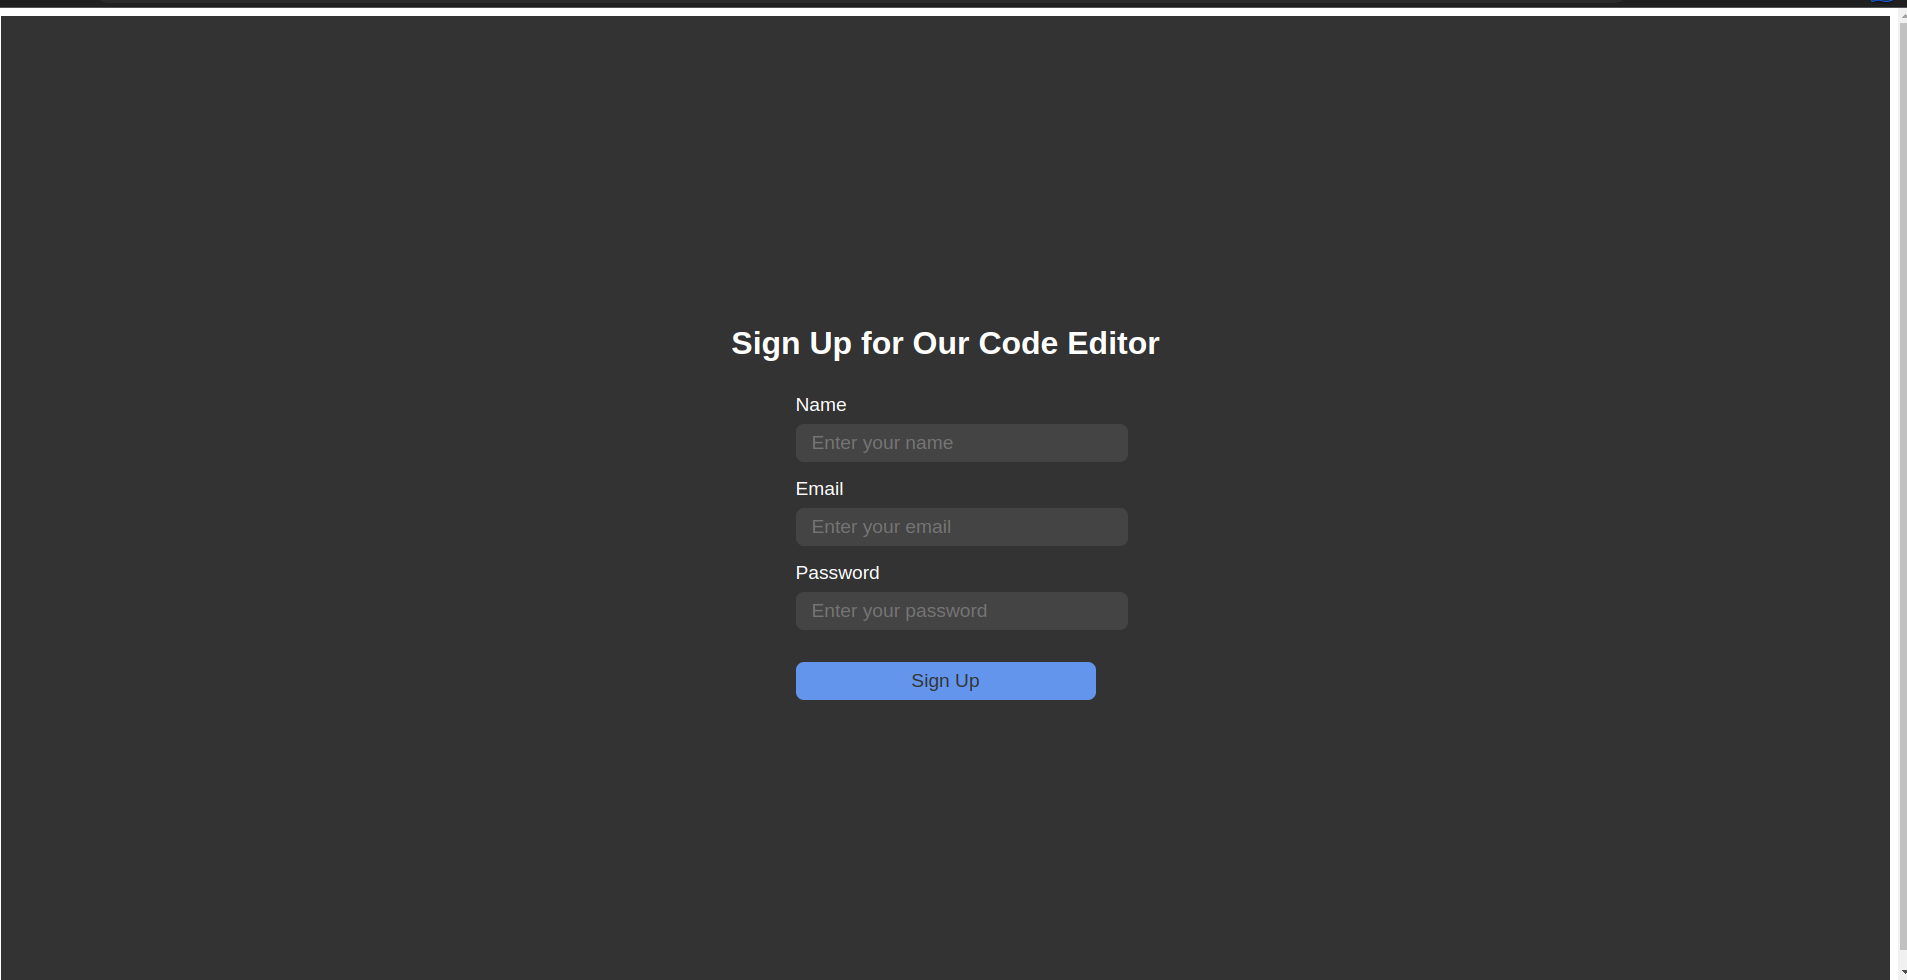 Sign Up for Our Code Editor
Name
Enter your name
Email
Enter your email
Password
Enter your password
Sign Up